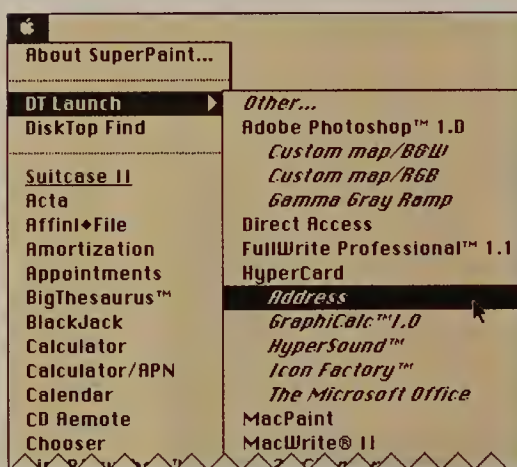 About SuperPaint...
DT Launch
DiskTop Find
Suitcase II
Acta
Affini◆File
Amortization
Appointments
BigThesaurus™
BlackJack
Calculator
Calculator/APN
Calendar
CD Remote
Chooser
Other...
Adobe Photoshop™ 1.0
Custom map/B&W
Custom map/RGB
Gamma Gray Ramp
Direct Access
FullWrite Professional™ 1.1
HyperCard
Address
GraphiCalc™1.0
HyperSound™
Icon Factory™
The Microsoft Office
MacPaint
MacWrite® II